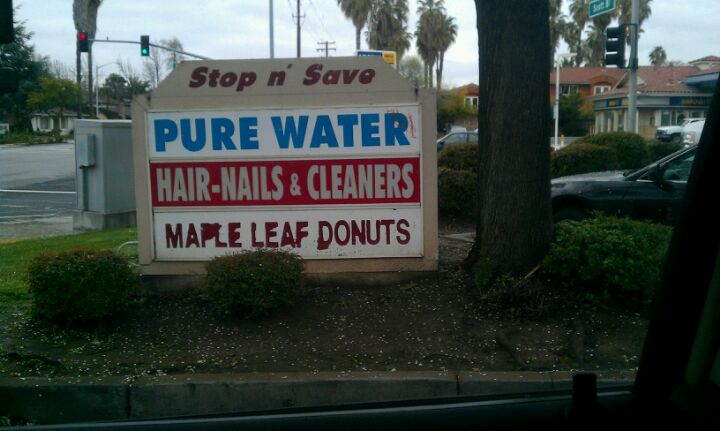 Stop n' Save
PURE WATER
HAIR-NAILS & CLEANERS
MAPLE LEAF DONUTS